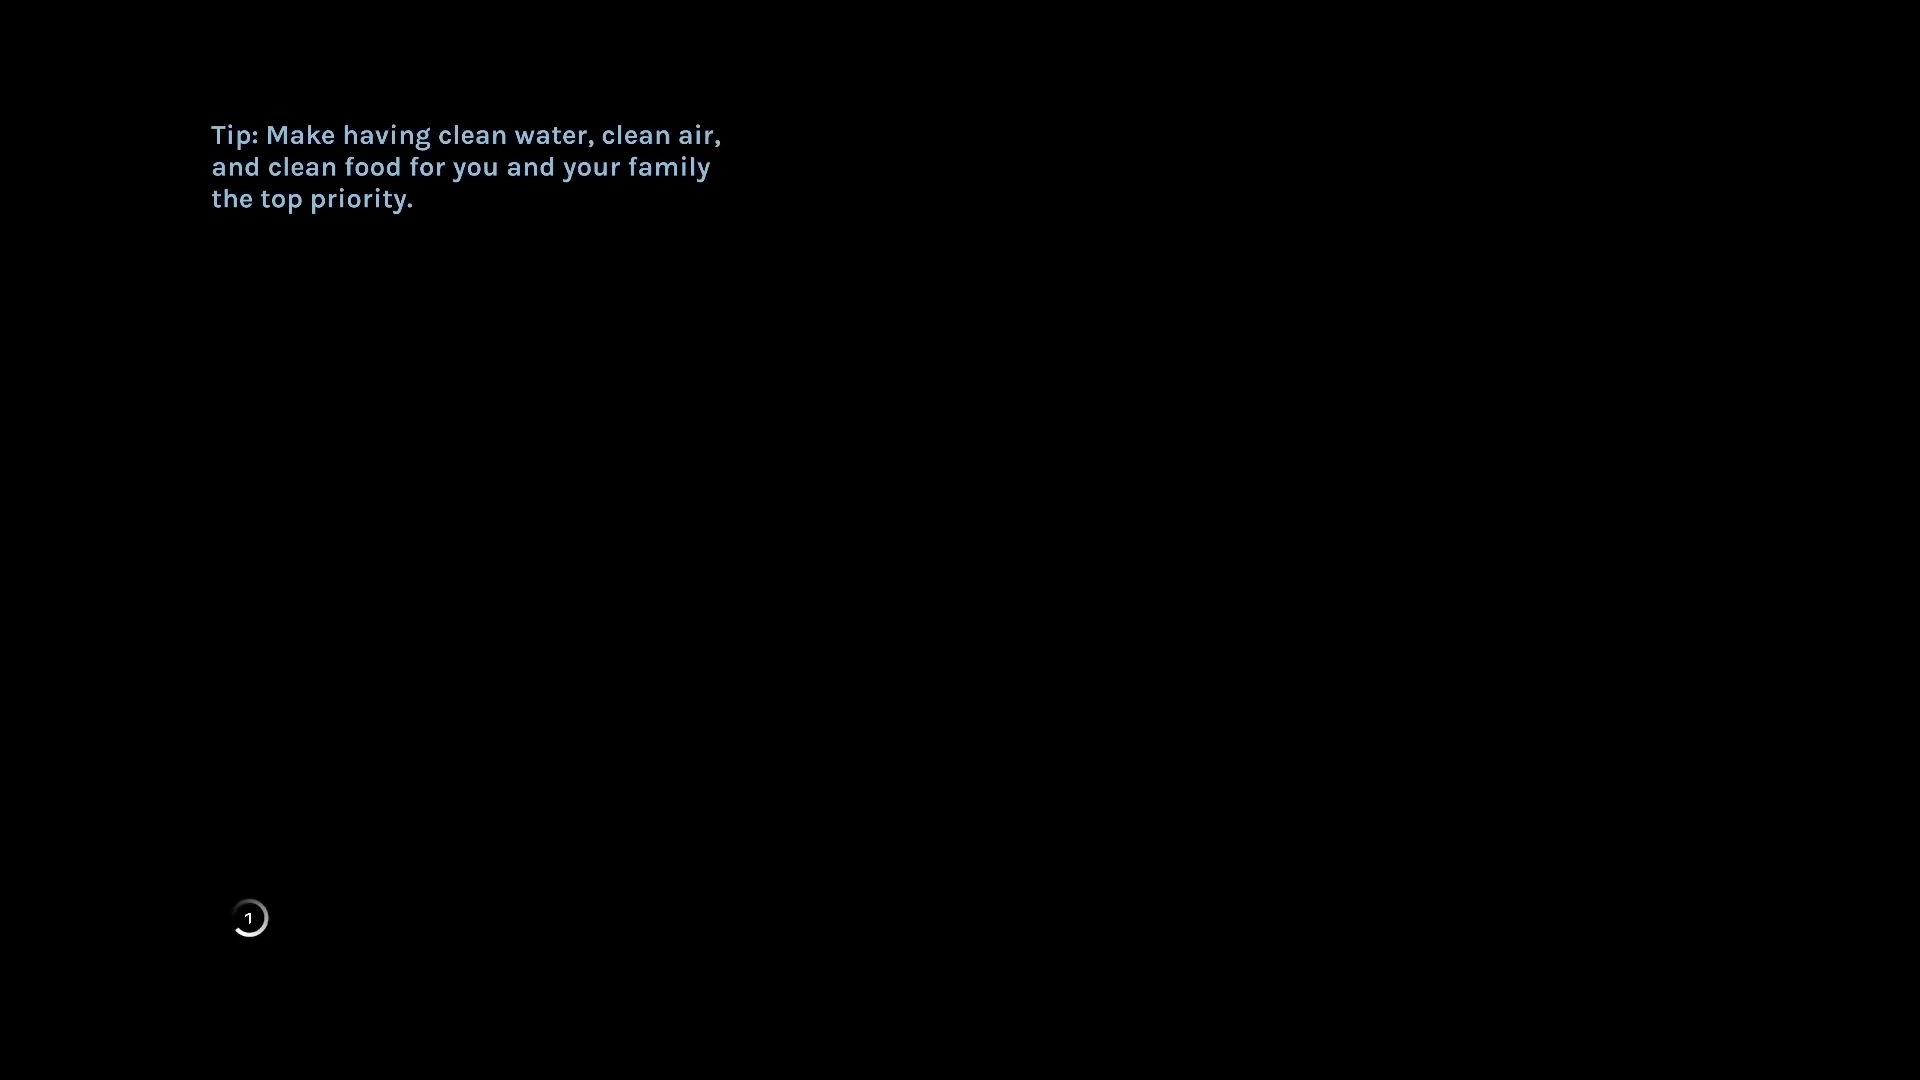 Tip: Make having clean water, clean air,
and clean food for you and your family
the top priority.
1